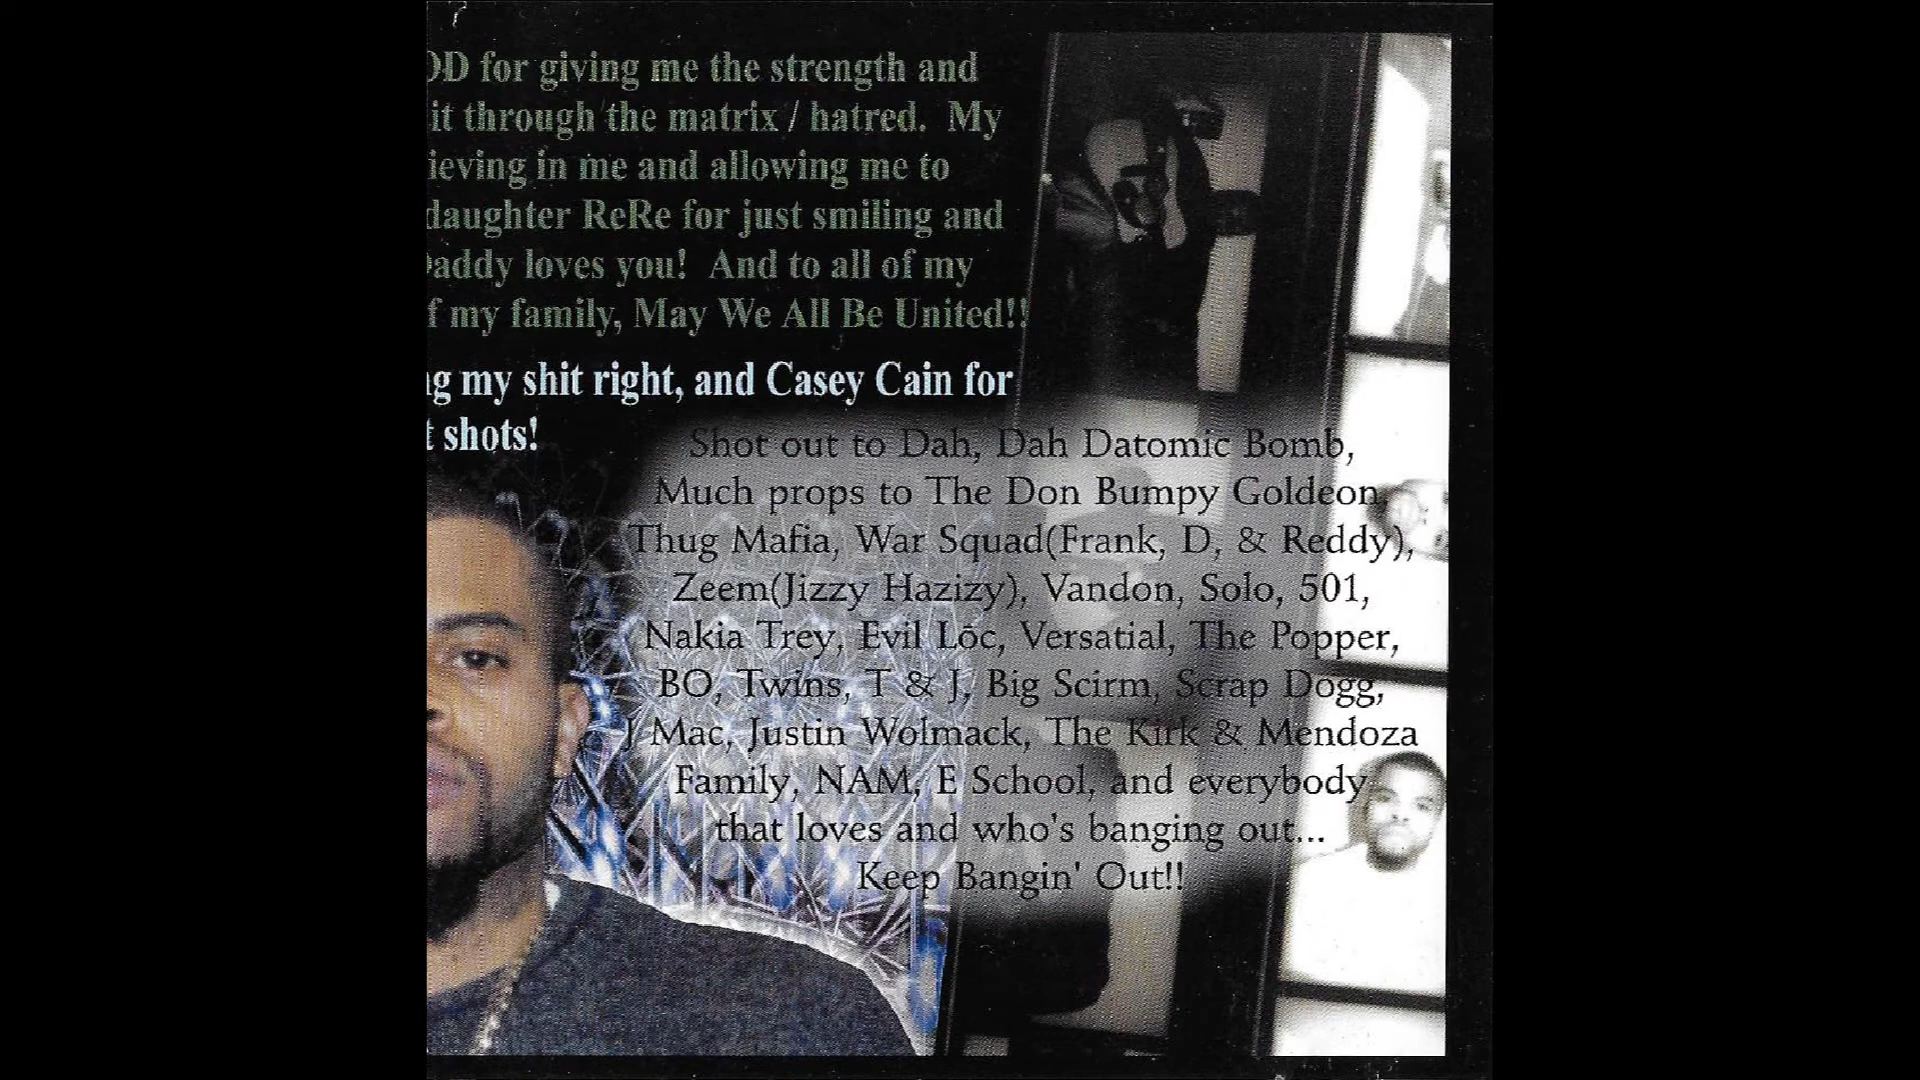 OD for giving me the strength and
it through the matrix / hatred. My
ieving in me and allowing me to
daughter ReRe for just smiling and
Daddy loves you! And to all of my
f my family, May We All Be United!!
ng my shit right, and Casey Cain for
t shots!
Shot out to Dah, Dah Datomic Bomb,
Much props to The Don Bumpy Goldeon,
Thug Mafia, War Squad(Frank, D, & Reddy),
Zeem(Jizzy Hazizy), Vandon, Solo, 501,
Nakia Trey, Evil Lōc, Versatial, The Popper,
BO, Twins, T & J, Big Scirm, Scrap Dogg,
J Mac, Justin Wolmack, The Kirk & Mendoza
Family, NAM, E School, and everybody
that loves and who's banging out...
Keep Bangin' Out!!